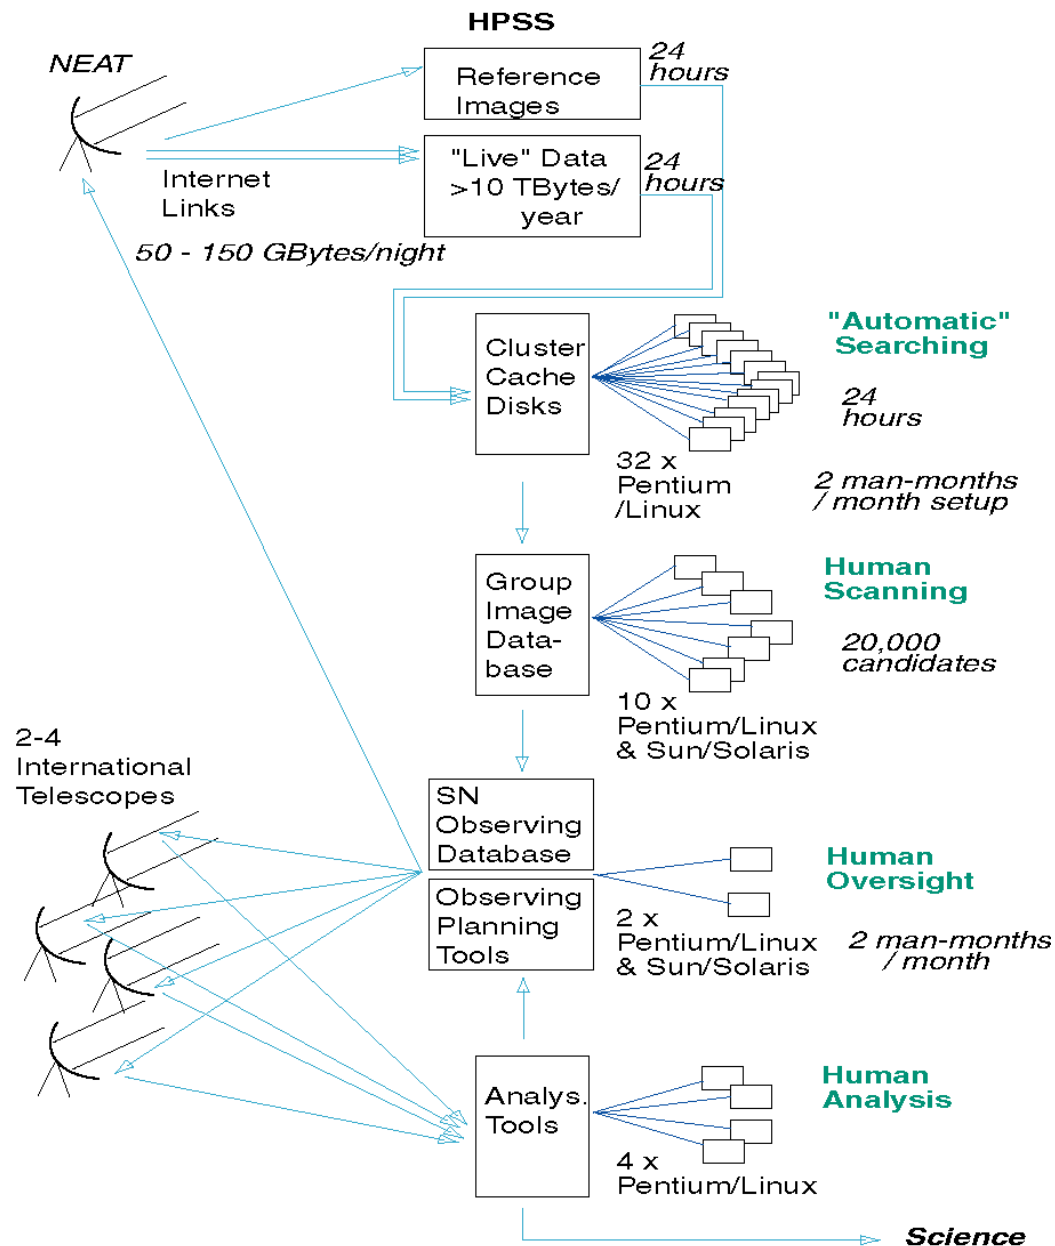 HPSS
NEAT
Reference
Images
24
hours
"Live" Data
>10 TBytes/
year
24
hours
Internet
Links
50 - 150 GBytes/night
Cluster
Cache
Disks
"Automatic"
Searching
24
hours
32 x
Pentium
/Linux
2 man-months
/ month setup
Group
Image
Data-
base
Human
Scanning
20,000
candidates
10 x
Pentium/Linux
& Sun/Solaris
2-4
International
Telescopes
SN
Observing
Database
Observing
Planning
Tools
Human
Oversight
2 x
Pentium/Linux
& Sun/Solaris
2 man-months
/ month
Analys.
Tools
Human
Analysis
4 x
Pentium/Linux
Science